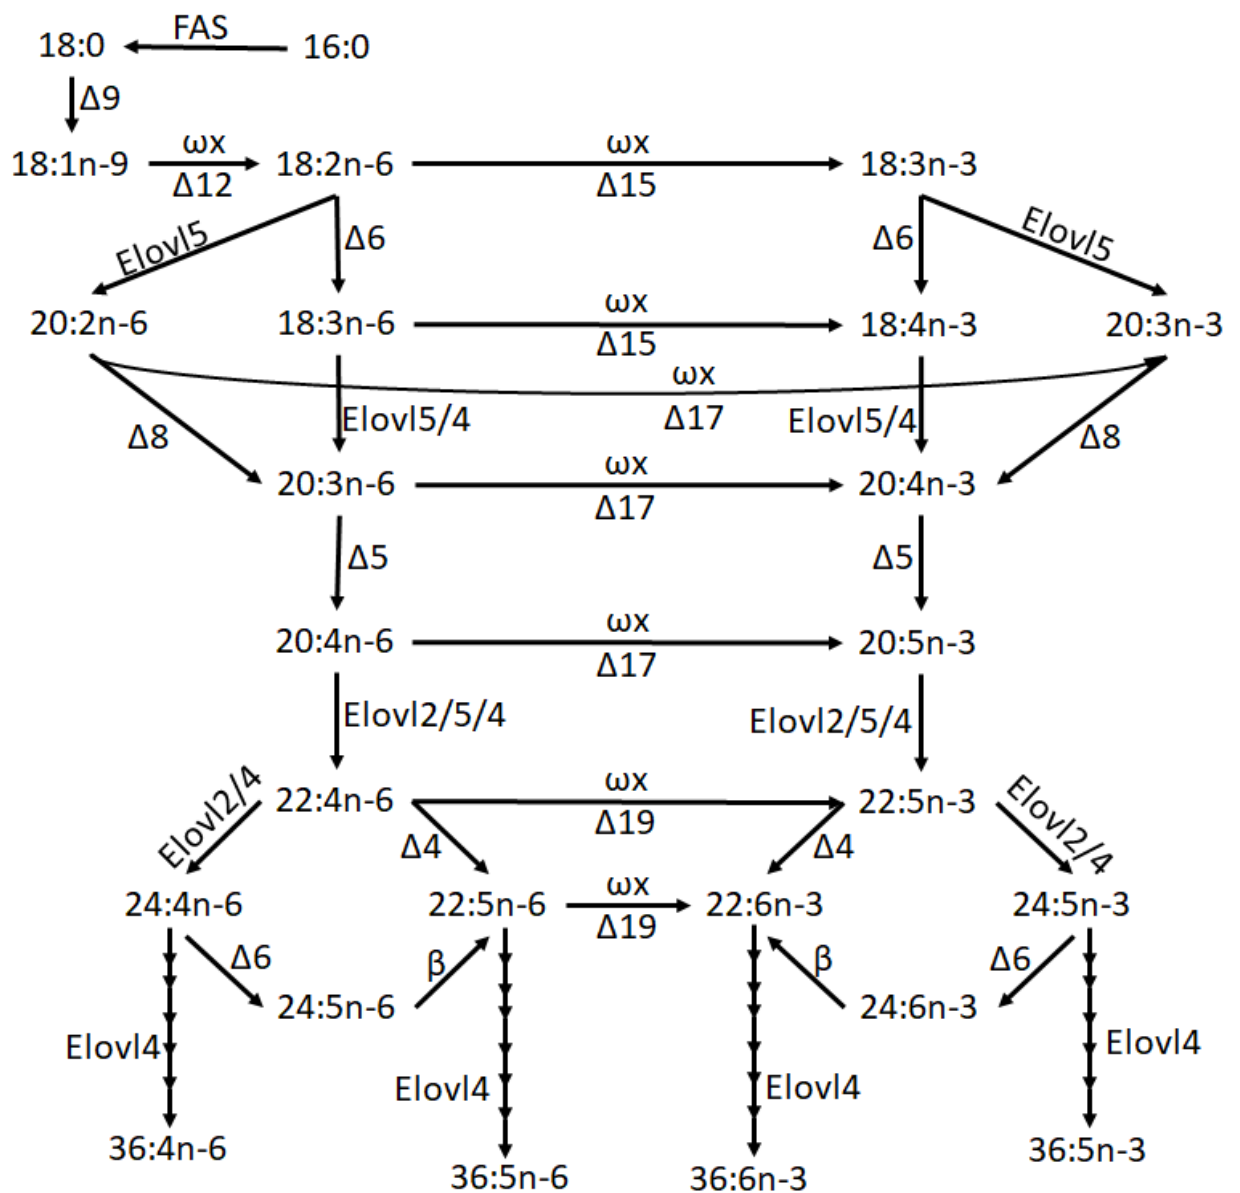 FAS
18:0 16:0
Δ9
ωx ωx
18:1n-9 18:2n-6 18:3n-3
Δ12 Δ15
Elovl5 Δ6 Δ6 Elovl5
ωx
20:2n-6 18:3n-6 18:4n-3 20:3n-3
Δ15
ωx
Δ17
Δ8 Elovl5/4 Elovl5/4 Δ8
ωx
20:3n-6 20:4n-3
Δ17
Δ5 Δ5
ωx
20:4n-6 20:5n-3
Δ17
Elovl2/5/4 Elovl2/5/4
ωx
22:4n-6 22:5n-3
Δ19
Elovl2/4 Δ4 Δ4 Elovl2/4
ωx
24:4n-6 22:5n-6 22:6n-3 24:5n-3
Δ19
Δ6 β β Δ6
24:5n-6 24:6n-3
Elovl4 Elovl4
Elovl4 Elovl4
36:4n-6 36:5n-3
36:5n-6 36:6n-3